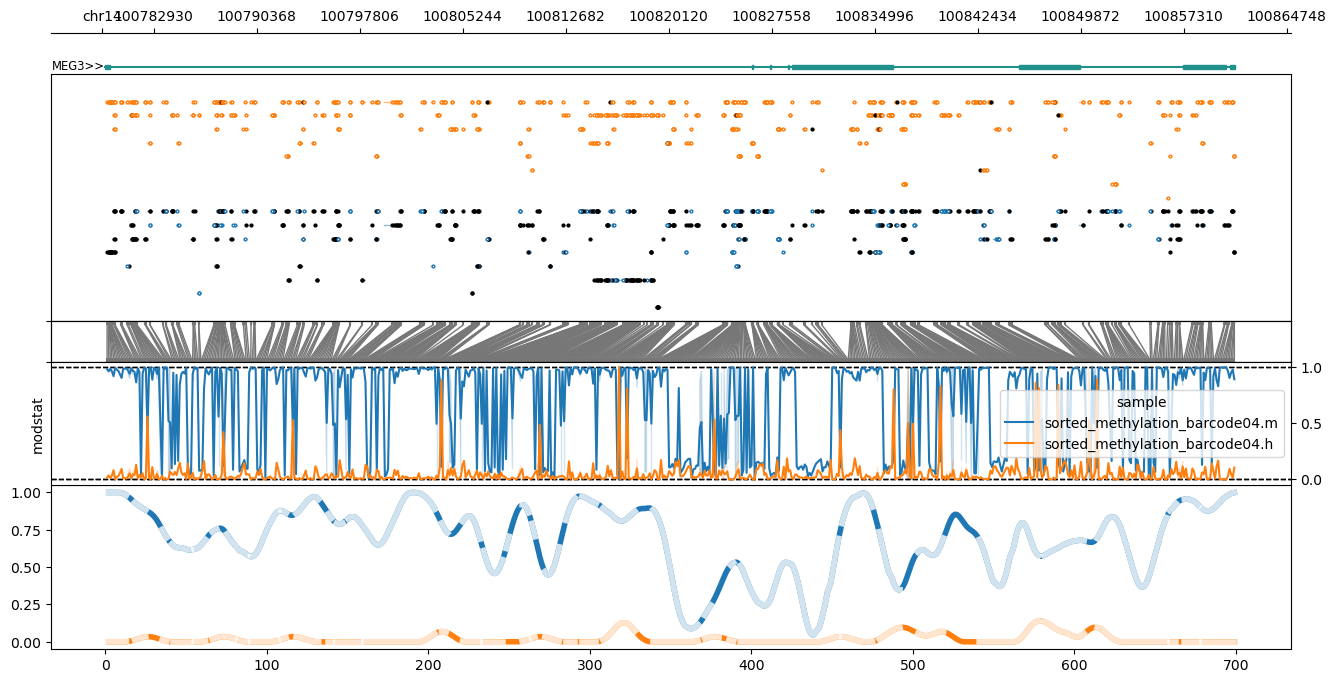 chr14 100782930 100790368 100797806 100805244 100812682 100820120 100827558 100834996 100842434 100849872 100857310 100864748
MEG3>>
modstat
1.0
0.5
0.0
sample
sorted_methylation_barcode04.m
sorted_methylation_barcode04.h
1.00
0.75
0.50
0.25
0.00
0 100 200 300 400 500 600 700